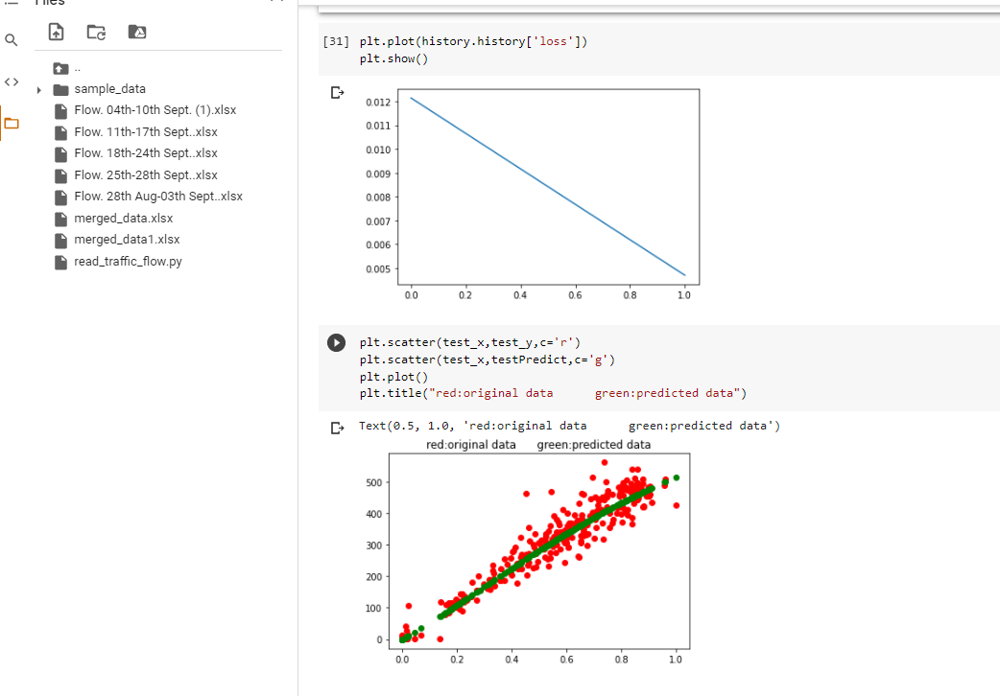 Files
..
sample_data
Flow. 04th-10th Sept. (1).xlsx
Flow. 11th-17th Sept..xlsx
Flow. 18th-24th Sept..xlsx
Flow. 25th-28th Sept..xlsx
Flow. 28th Aug-03th Sept..xlsx
merged_data.xlsx
merged_data1.xlsx
read_traffic_flow.py
[31] plt.plot(history.history['loss'])
plt.show()
0.012
0.011
0.010
0.009
0.008
0.007
0.006
0.005
0.0 0.2 0.4 0.6 0.8 1.0
plt.scatter(test_x,test_y,c='r')
plt.scatter(test_x,testPredict,c='g')
plt.plot()
plt.title("red:original data      green:predicted data")
Text(0.5, 1.0, 'red:original data      green:predicted data')
red:original data      green:predicted data
500
400
300
200
100
0
0.0 0.2 0.4 0.6 0.8 1.0